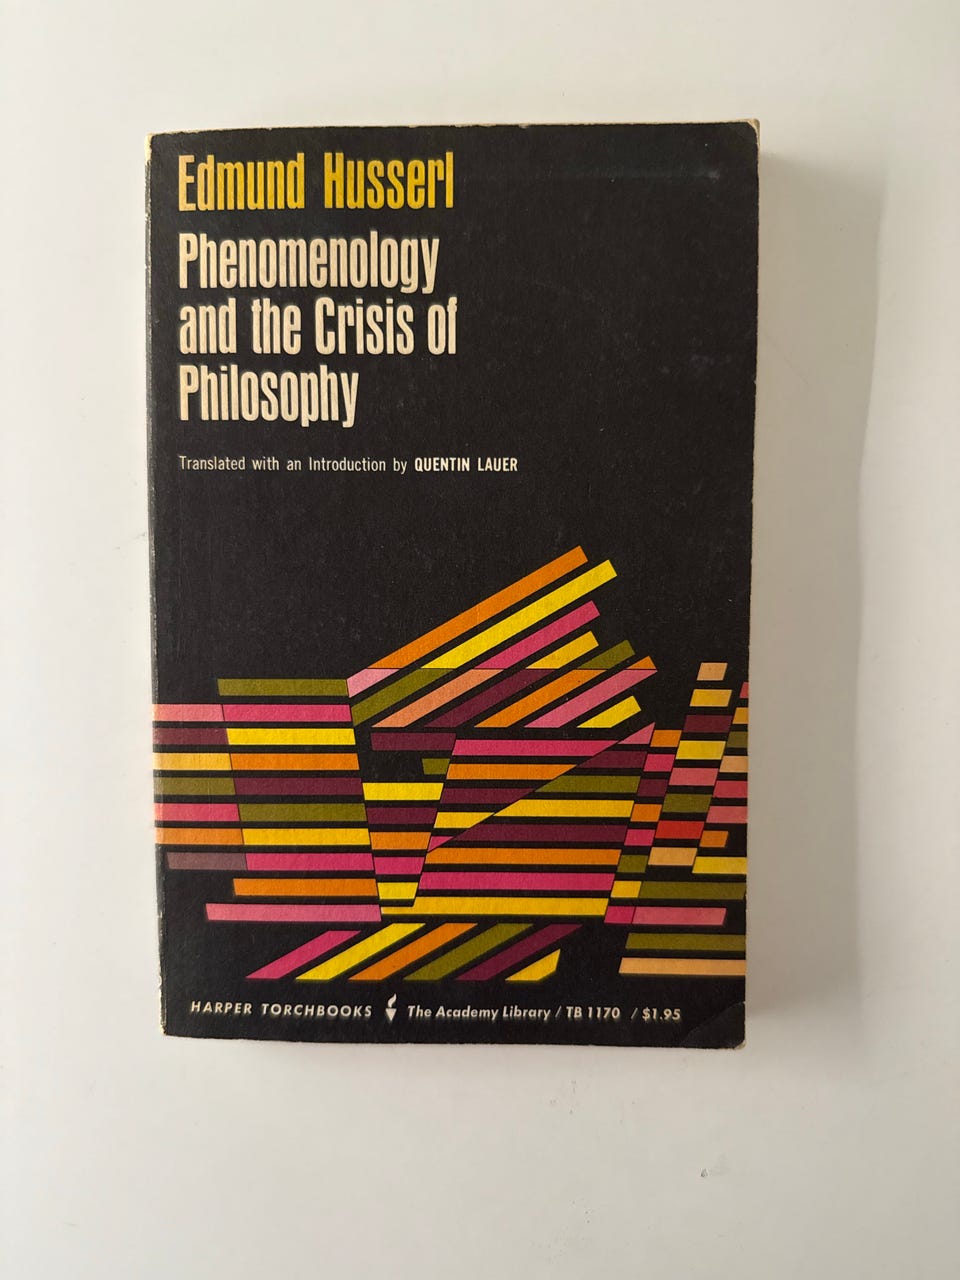 Edmund Husserl
Phenomenology
and the Crisis of
Philosophy
Translated with an Introduction by QUENTIN LAUER
HARPER TORCHBOOKS The Academy Library / TB 1170 / $1.95